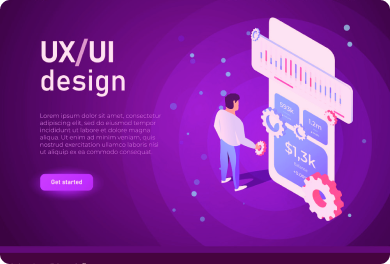 UX/UI
design
Lorem ipsum dolor sit amet, consectetur
adipiscing elit, sed do eiusmod tempor
incididunt ut labore et dolore magna
aliqua. Ut enim ad minim veniam, quis
nostrud exercitation ullamco laboris nisi
ut aliquip ex ea commodo consequat.
Get started
1,2m
$1,3k